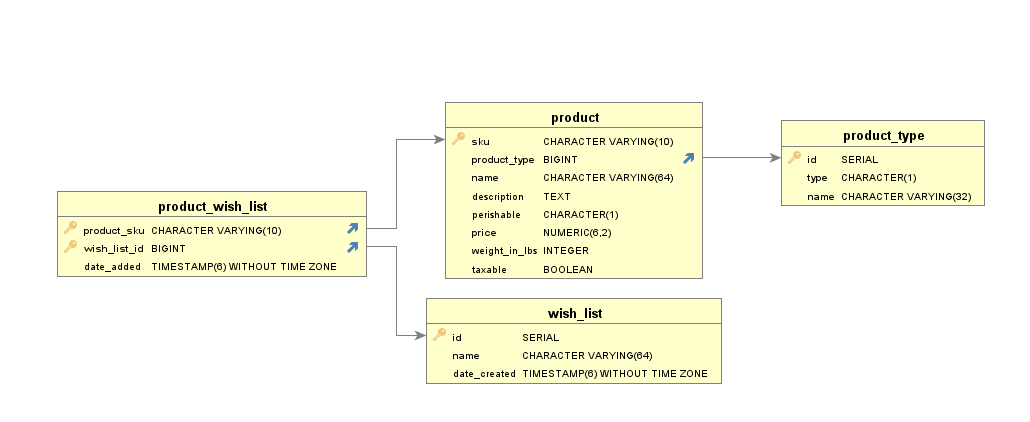 product
sku CHARACTER VARYING(10)
product_type BIGINT
name CHARACTER VARYING(64)
description TEXT
perishable CHARACTER(1)
price NUMERIC(6,2)
weight_in_lbs INTEGER
taxable BOOLEAN
product_type
id SERIAL
type CHARACTER(1)
name CHARACTER VARYING(32)
product_wish_list
product_sku CHARACTER VARYING(10)
wish_list_id BIGINT
date_added TIMESTAMP(6) WITHOUT TIME ZONE
wish_list
id SERIAL
name CHARACTER VARYING(64)
date_created TIMESTAMP(6) WITHOUT TIME ZONE